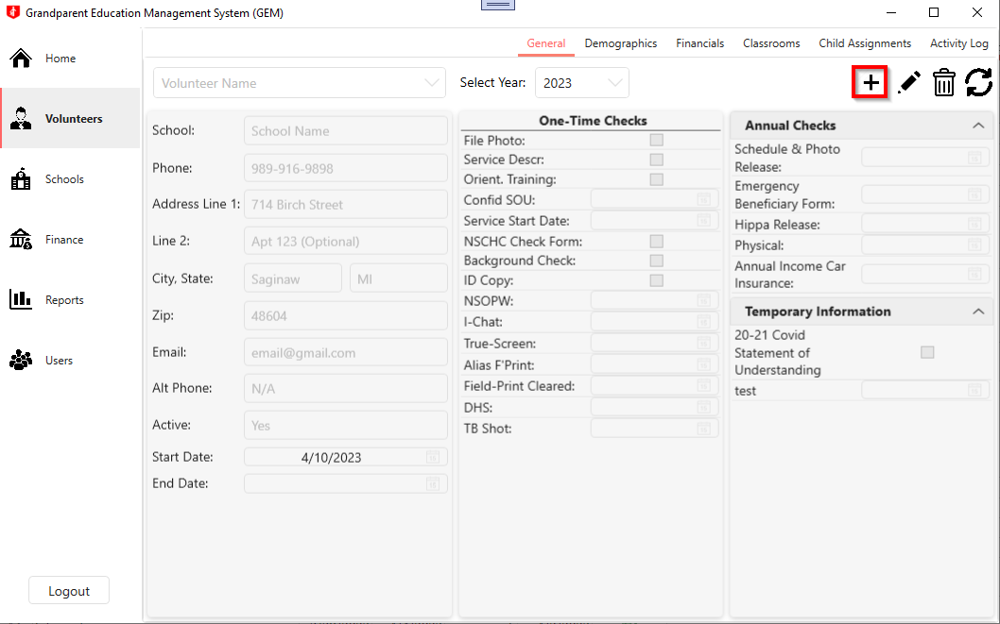 Grandparent Education Management System (GEM)
Home
Volunteers
Schools
Finance
Reports
Users
Logout
General Demographics Financials Classrooms Child Assignments Activity Log
Volunteer Name Select Year: 2023
School: School Name
Phone: 989-916-9898
Address Line 1: 714 Birch Street
Line 2: Apt 123 (Optional)
City, State: Saginaw MI
Zip: 48604
Email: email@gmail.com
Alt Phone: N/A
Active: Yes
Start Date: 4/10/2023
End Date:
One-Time Checks
File Photo:
Service Descr:
Orient. Training:
Confid SOU:
Service Start Date:
NSCHC Check Form:
Background Check:
ID Copy:
NSOPW:
I-Chat:
True-Screen:
Alias F'Print:
Field-Print Cleared:
DHS:
TB Shot:
Annual Checks
Schedule & Photo
Release:
Emergency
Beneficiary Form:
Hippa Release:
Physical:
Annual Income Car
Insurance:
Temporary Information
20-21 Covid
Statement of
Understanding
test